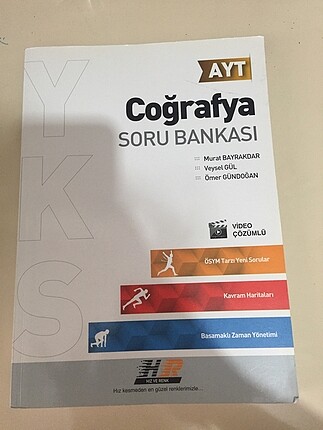 AYT
YKS
Coğrafya
SORU BANKASI
Murat BAYRAKDAR
Veysel GÜL
Ömer GÜNDOĞAN
VİDEO
ÇÖZÜMLÜ
ÖSYM Tarzı Yeni Sorular
Kavram Haritaları
Basamaklı Zaman Yönetimi
HR
HIZ VE RENK
Hız kesmeden en güzel renklerimizle...